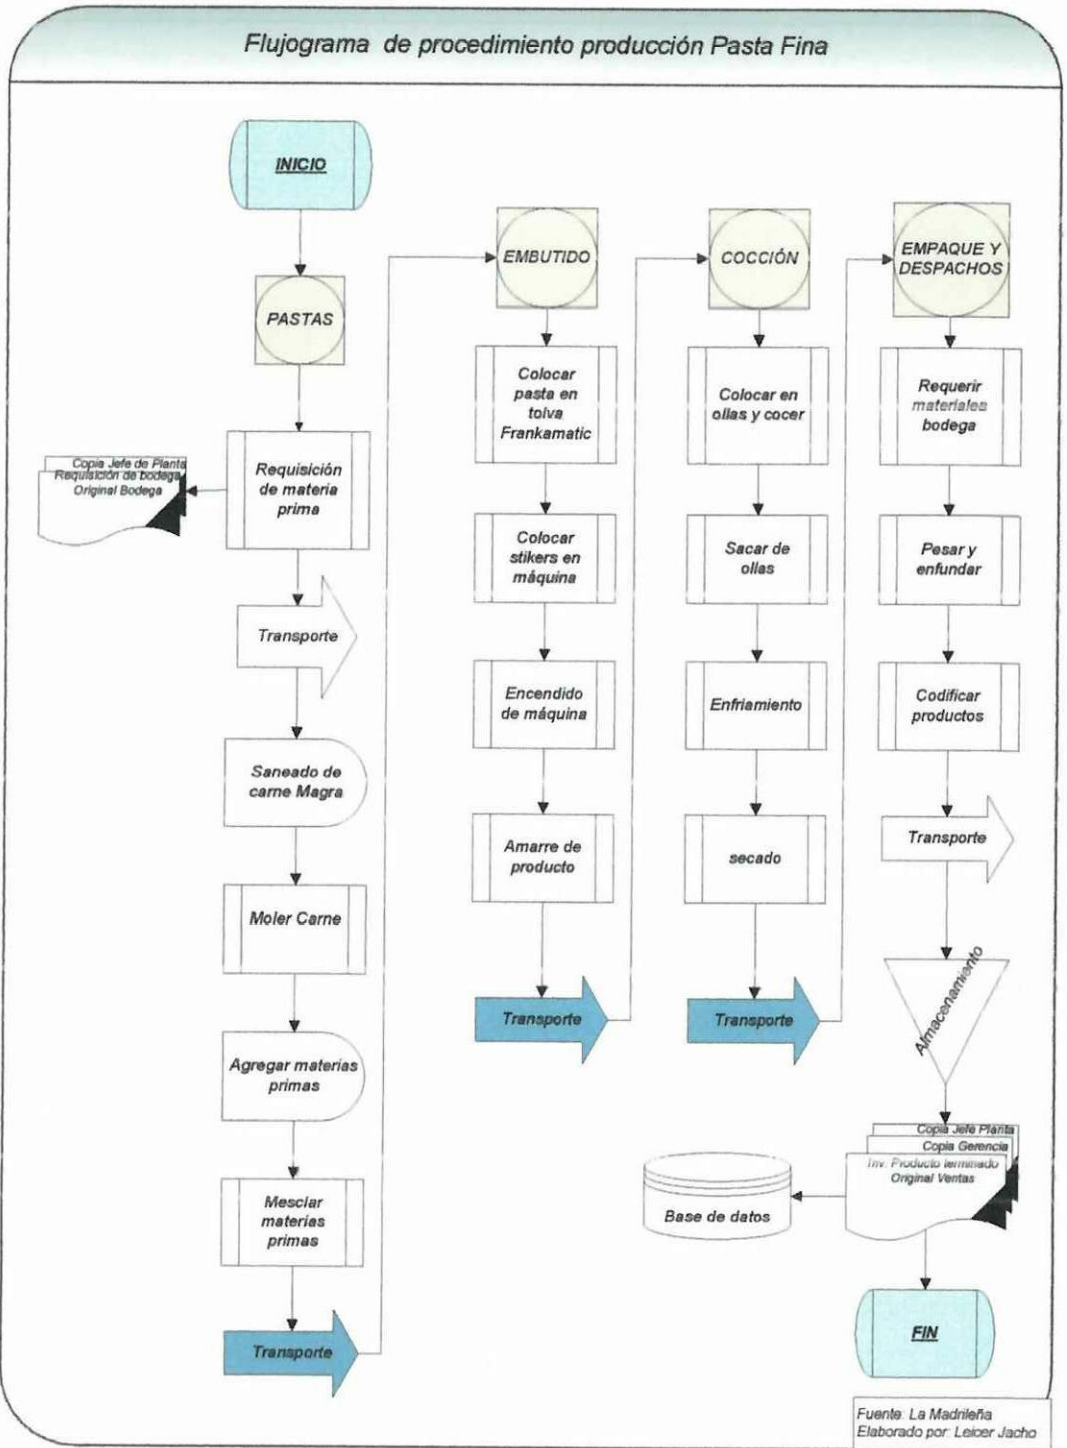 Flujograma de procedimiento producción Pasta Fina
INICIO
PASTAS
Requisición
de materia
prima
Copia Jefe de Planta
Requisición de bodega
Original Bodega
Transporte
Saneado de
carne Magra
Moler Carne
Agregar materias
primas
Mesclar
materias
primas
Transporte
EMBUTIDO
Colocar
pasta en
tolva
Frankamatic
Colocar
stikers en
máquina
Encendido
de máquina
Amarre de
producto
Transporte
COCCIÓN
Colocar en
ollas y cocer
Sacar de
ollas
Enfriamiento
secado
Transporte
EMPAQUE Y
DESPACHOS
Requerir
materiales
bodega
Pesar y
enfundar
Codificar
productos
Transporte
Almacenamiento
Copia Jefe Planta
Copia Gerencia
Inv. Producto terminado
Original Ventas
Base de datos
FIN
Fuente: La Madrileña
Elaborado por: Leicer Jacho